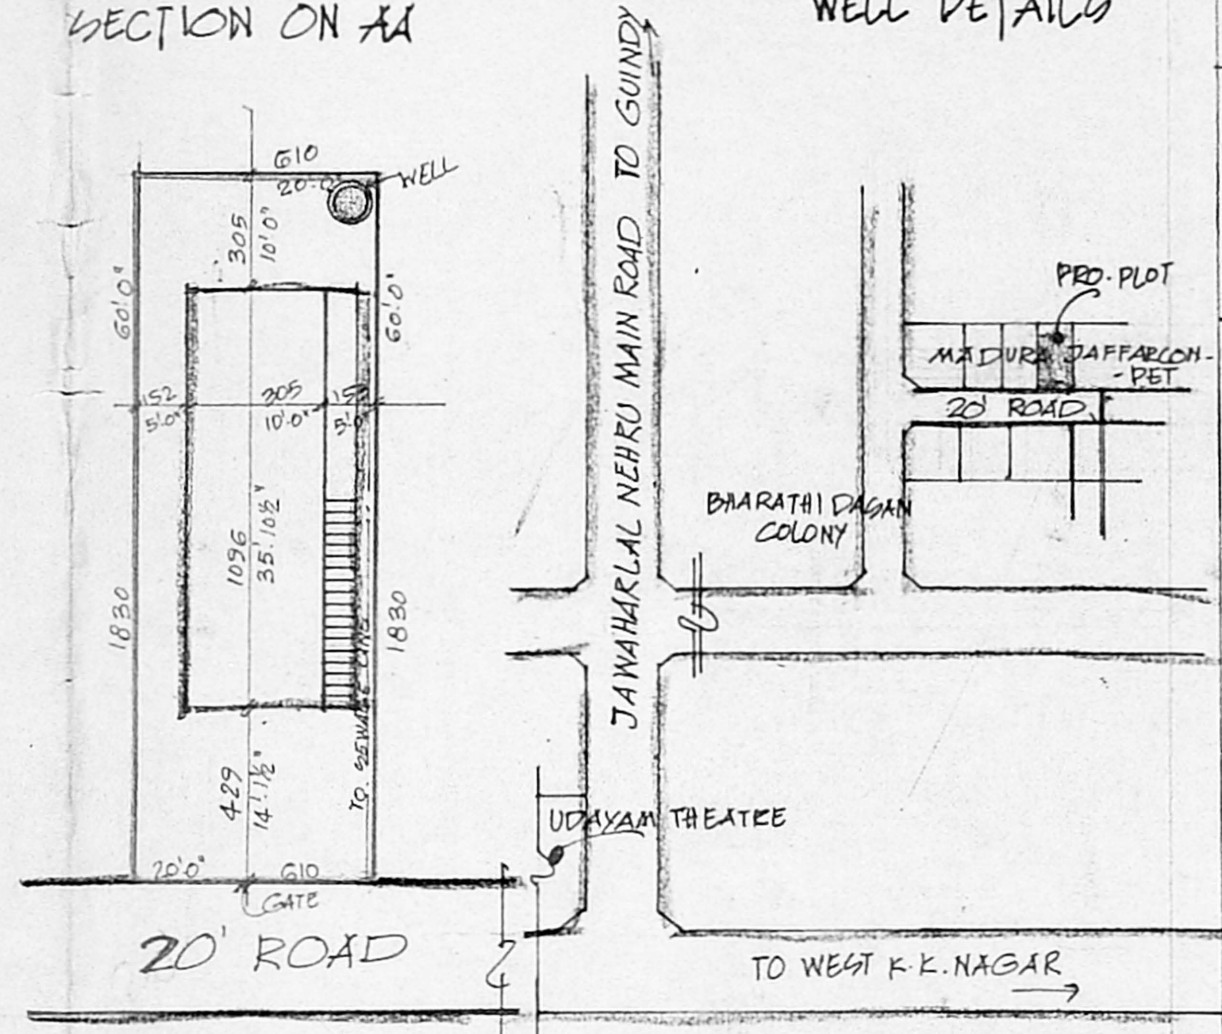 SECTION ON AA
WELL DETAILS
610
20'-0"
WELL
305
10'.0"
60'.0"
60'.0"
152
5'.0"
305
10'.0"
152
5'.0"
1096
35'.10½"
1830
1830
TO SEWAGE LINE
429
14'.1½"
20'.0"
610
GATE
20' ROAD
JAWAHARLAL NEHRU MAIN ROAD TO GUINDY
PRO-PLOT
MADURA JAFFARCON-
-PET
20' ROAD
BHARATHI DASAN
COLONY
UDAYAM THEATRE
TO WEST K.K.NAGAR